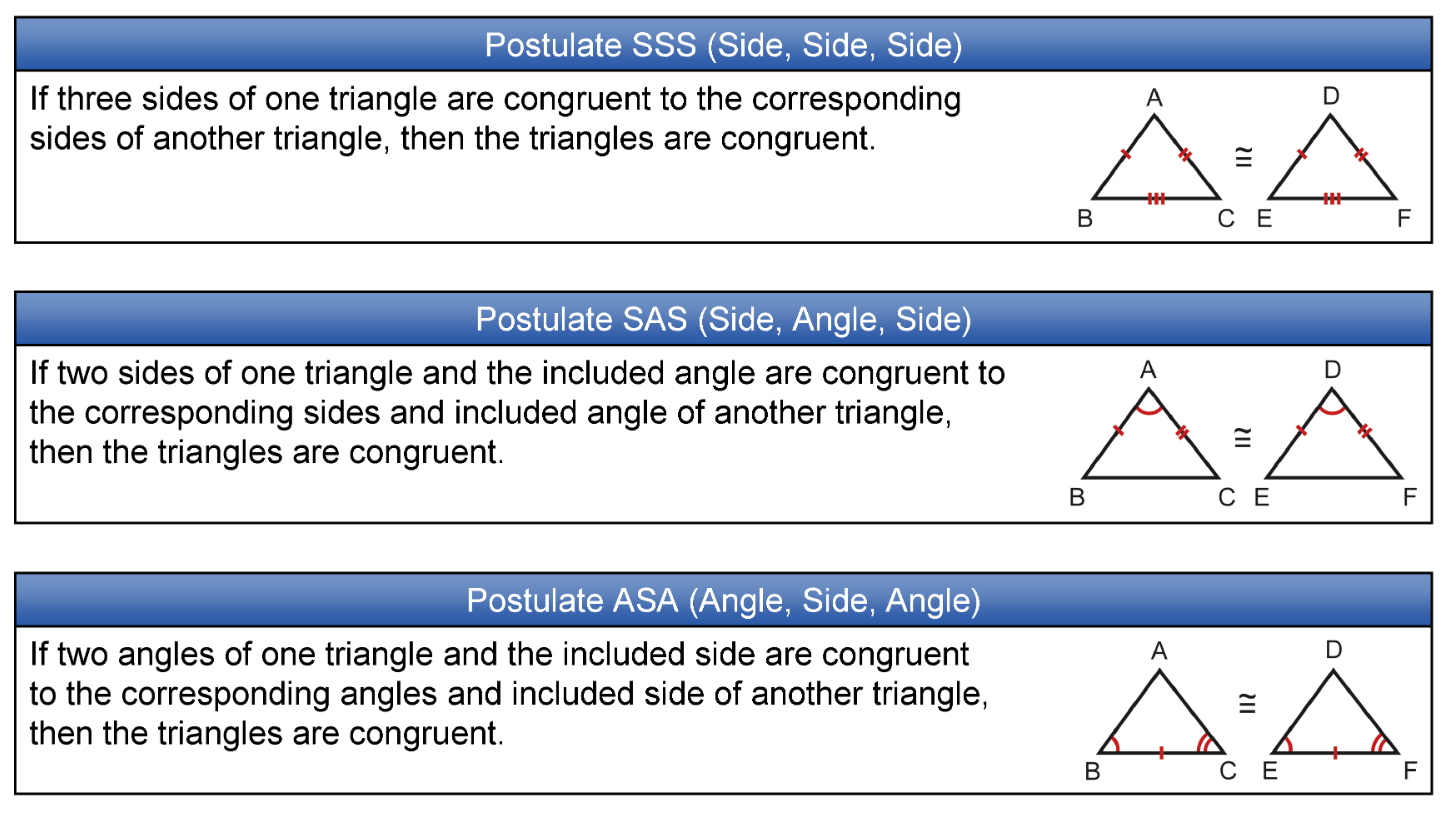 Postulate SSS (Side, Side, Side)
If three sides of one triangle are congruent to the corresponding
sides of another triangle, then the triangles are congruent.
A D
≅
B C E F
Postulate SAS (Side, Angle, Side)
If two sides of one triangle and the included angle are congruent to
the corresponding sides and included angle of another triangle,
then the triangles are congruent.
A D
≅
B C E F
Postulate ASA (Angle, Side, Angle)
If two angles of one triangle and the included side are congruent
to the corresponding angles and included side of another triangle,
then the triangles are congruent.
A D
≅
B C E F